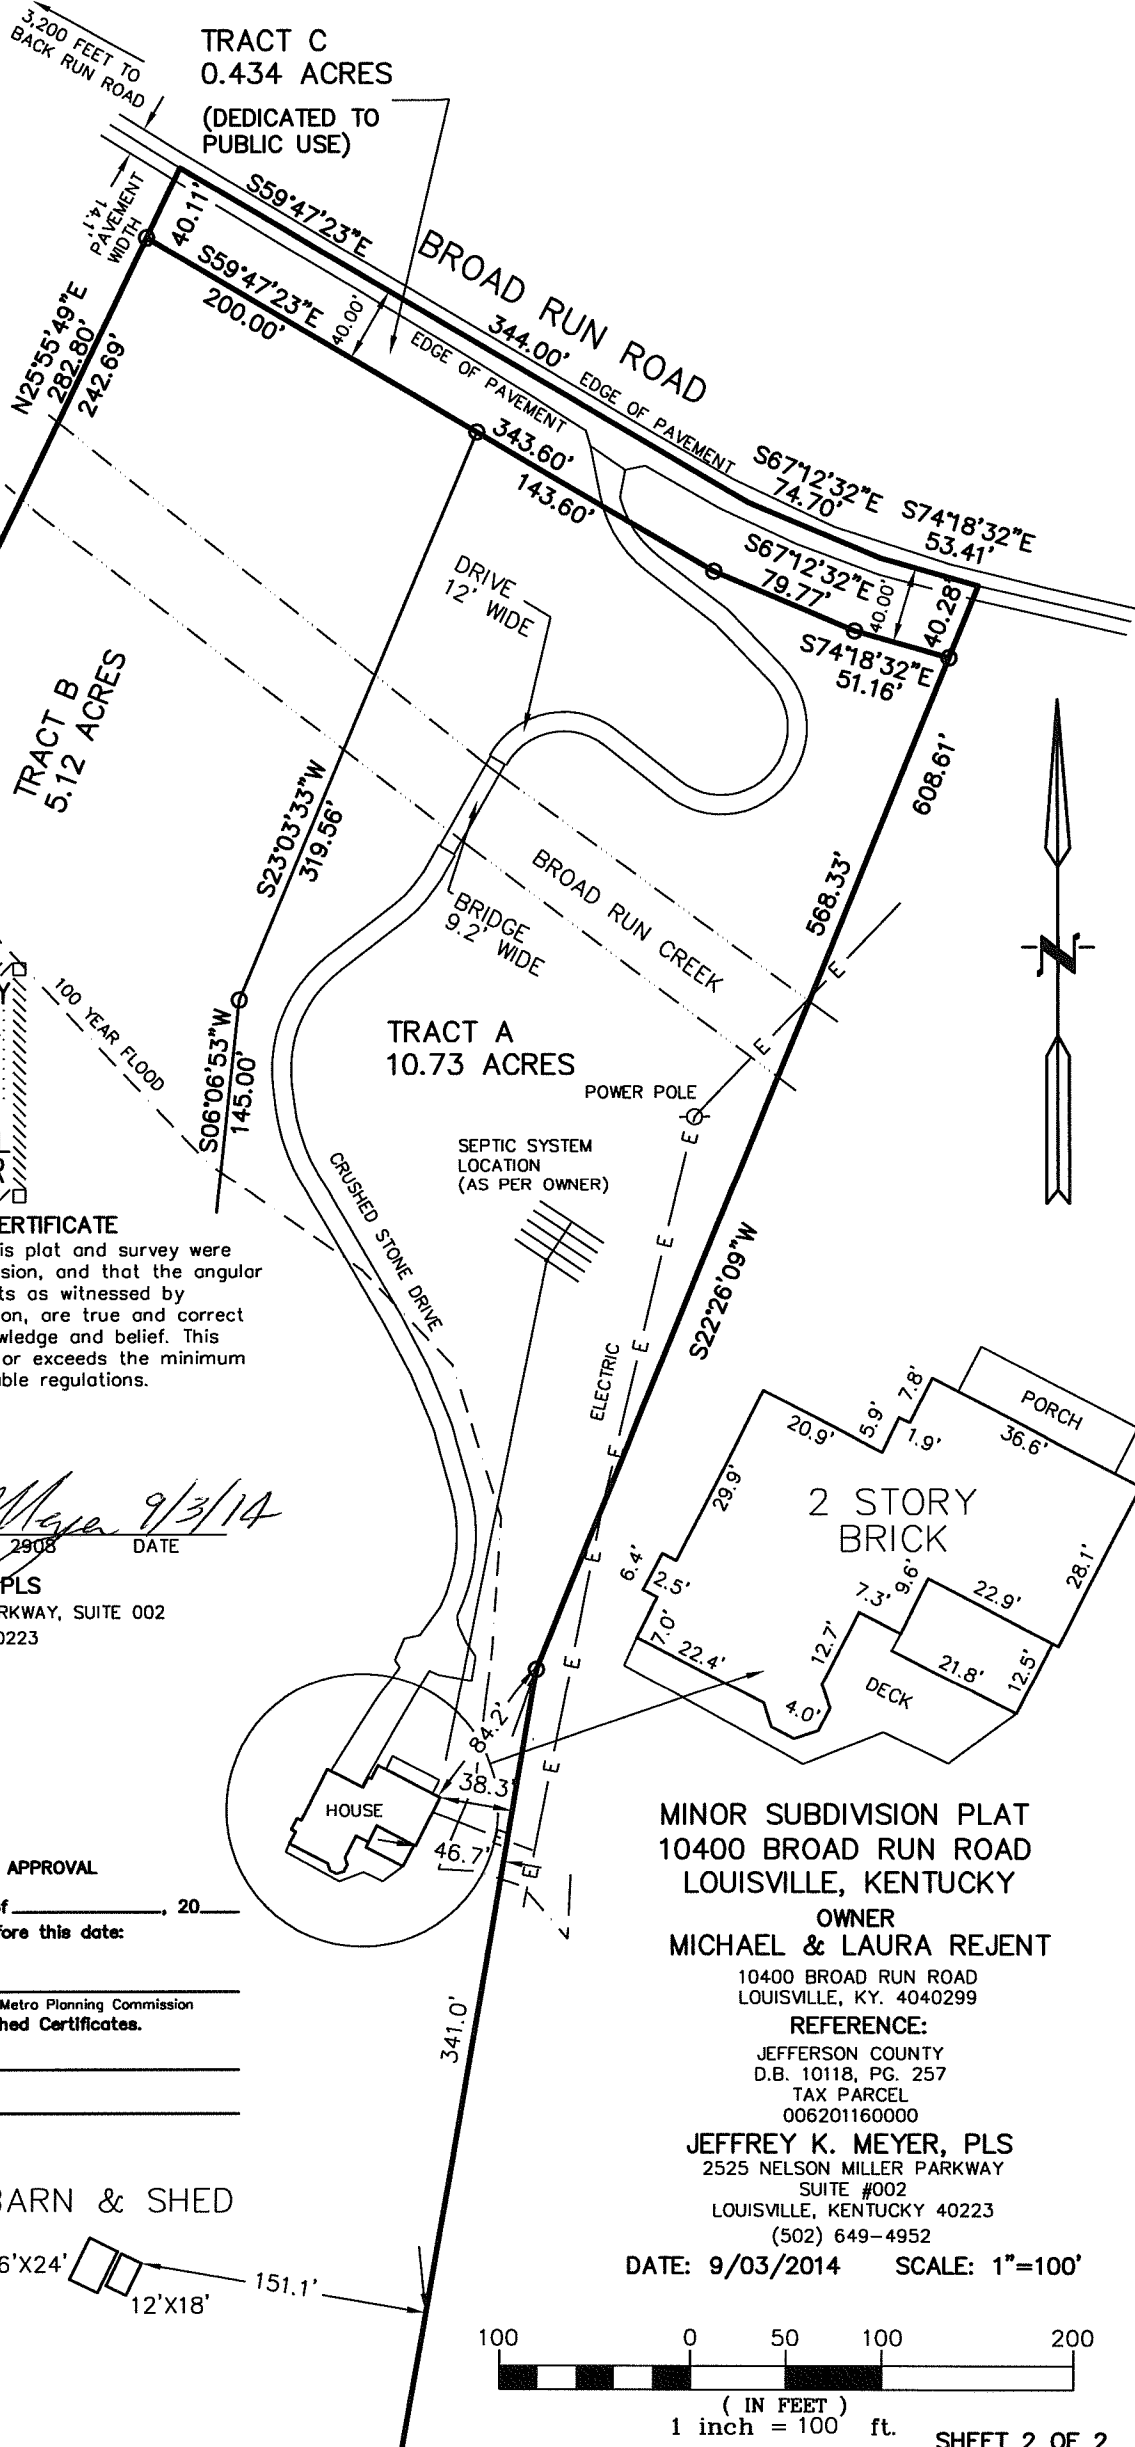 3,200 FEET TO
BACK RUN ROAD
TRACT C
0.434 ACRES
(DEDICATED TO
PUBLIC USE)
14.1'
PAVEMENT
WIDTH
40.11'
S59°47'23"E
BROAD RUN ROAD
344.00'
S59°47'23"E
200.00'
40.00'
EDGE OF PAVEMENT
EDGE OF PAVEMENT
N25°55'49"E
282.80'
242.69'
343.60'
143.60'
S67°12'32"E
74.70'
S74°18'32"E
53.41'
S67°12'32"E
79.77'
40.00'
40.28'
S74°18'32"E
51.16'
DRIVE
12' WIDE
TRACT B
5.12 ACRES
S23°03'33"W
319.56'
608.61'
568.33'
BROAD RUN CREEK
BRIDGE
9.2' WIDE
N
E
E
100 YEAR FLOOD
Y
R
S06°06'53"W
145.00'
TRACT A
10.73 ACRES
POWER POLE
SEPTIC SYSTEM
LOCATION
(AS PER OWNER)
CRUSHED STONE DRIVE
E
E
E
E
ELECTRIC
E
E
E
E
E
E
S22°26'09"W
ERTIFICATE
is plat and survey were
sion, and that the angular
ts as witnessed by
on, are true and correct
wledge and belief. This
or exceeds the minimum
ble regulations.
Meyer 9/3/14
2908 DATE
PLS
RKWAY, SUITE 002
0223
PORCH
20.9'
5.9'
7.8'
1.9'
36.6'
29.9'
2 STORY
BRICK
6.4'
2.5'
7.0'
22.4'
12.7'
7.3'
9.6'
22.9'
28.1'
4.0'
21.8'
12.5'
DECK
84.2'
38.3'
HOUSE
46.7'
341.0'
APPROVAL
f , 20
fore this date:
Metro Planning Commission
hed Certificates.
BARN & SHED
6'X24'
12'X18'
151.1'
MINOR SUBDIVISION PLAT
10400 BROAD RUN ROAD
LOUISVILLE, KENTUCKY
OWNER
MICHAEL & LAURA REJENT
10400 BROAD RUN ROAD
LOUISVILLE, KY. 4040299
REFERENCE:
JEFFERSON COUNTY
D.B. 10118, PG. 257
TAX PARCEL
006201160000
JEFFREY K. MEYER, PLS
2525 NELSON MILLER PARKWAY
SUITE #002
LOUISVILLE, KENTUCKY 40223
(502) 649-4952
DATE: 9/03/2014 SCALE: 1"=100'
100 0 50 100 200
( IN FEET )
1 inch = 100 ft.
SHEET 2 OF 2